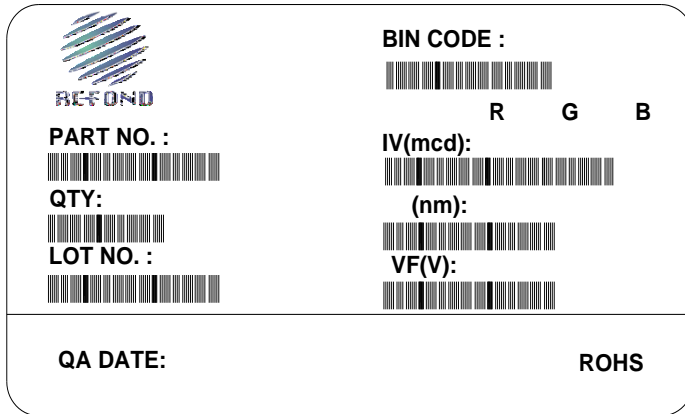 REFOND
PART NO. :
QTY:
LOT NO. :
BIN CODE :
R G B
IV(mcd):
(nm):
VF(V):
QA DATE:
ROHS